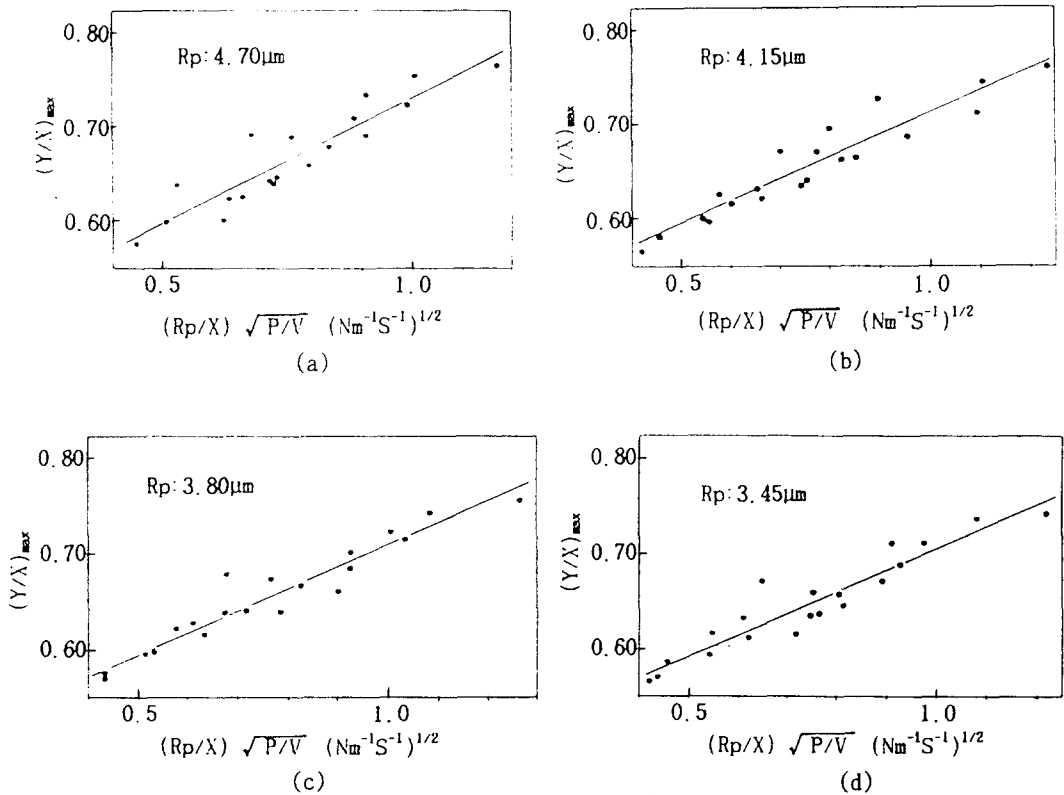 0.80
Rp: 4.70μm
0.70
(Y/X)max
0.60
0.5
1.0
(Rp/X) √P/V (Nm⁻¹S⁻¹)¹/²
(a)
0.80
Rp: 4.15μm
0.70
(Y/X)max
0.60
0.5
1.0
(Rp/X) √P/V (Nm⁻¹S⁻¹)¹/²
(b)
0.80
Rp: 3.80μm
0.70
(Y/X)max
0.60
0.5
1.0
(Rp/X) √P/V (Nm⁻¹S⁻¹)¹/²
(c)
0.80
Rp: 3.45μm
0.70
(Y/X)max
0.60
0.5
1.0
(Rp/X) √P/V (Nm⁻¹S⁻¹)¹/²
(d)